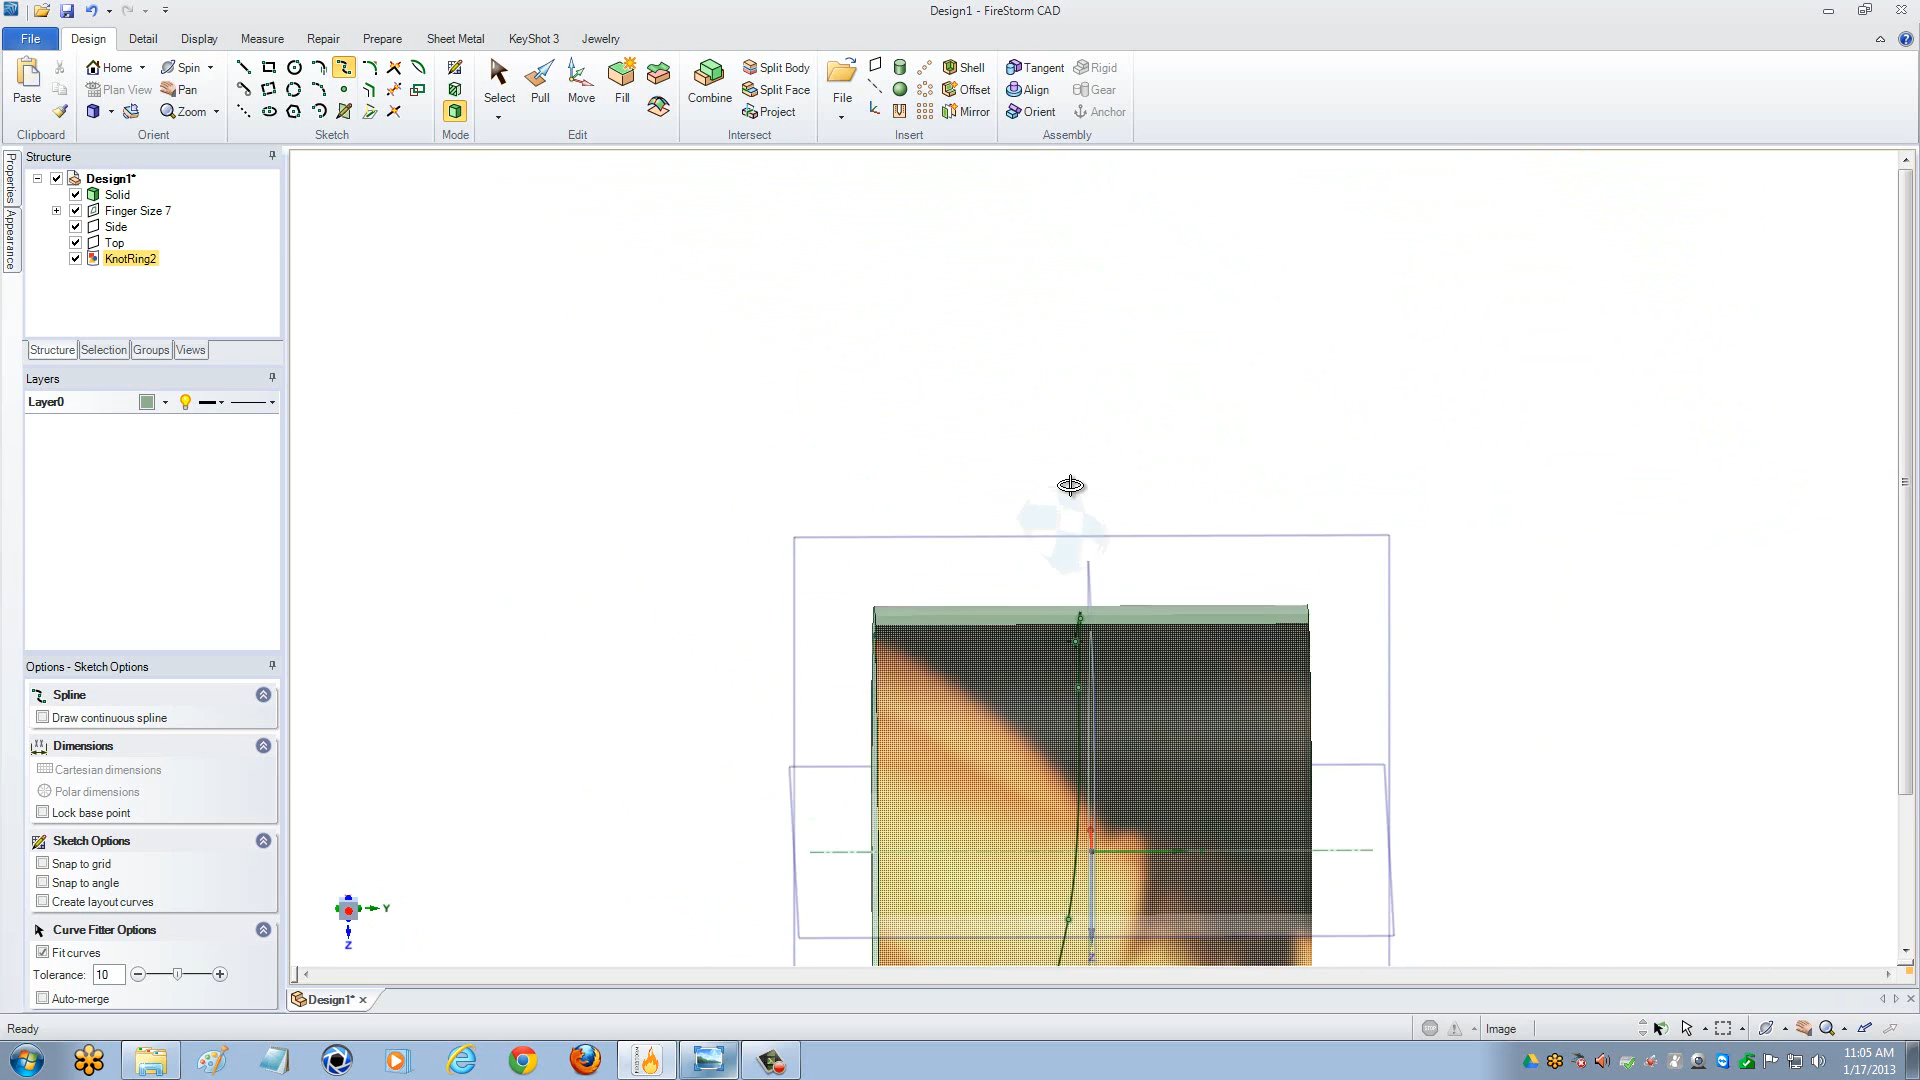 Design1 - FireStorm CAD
File Design Detail Display Measure Repair Prepare Sheet Metal KeyShot 3 Jewelry
Home Spin Split Body Shell Tangent Rigid
Plan View Pan Split Face Offset Align Gear
Paste Zoom Select Pull Move Fill Combine Project File Mirror Orient Anchor
Clipboard Orient Sketch Mode Edit Intersect Insert Assembly
Properties
Appearance
Structure
Design1*
Solid
Finger Size 7
Side
Top
KnotRing2
Structure Selection Groups Views
Layers
Layer0
Options - Sketch Options
Spline
Draw continuous spline
Dimensions
Cartesian dimensions
Polar dimensions
Lock base point
Sketch Options
Snap to grid
Snap to angle
Create layout curves
Curve Fitter Options
Fit curves
Tolerance: 10
Auto-merge
Y
Z
Z
Design1*
Ready Image
11:05 AM
1/17/2013